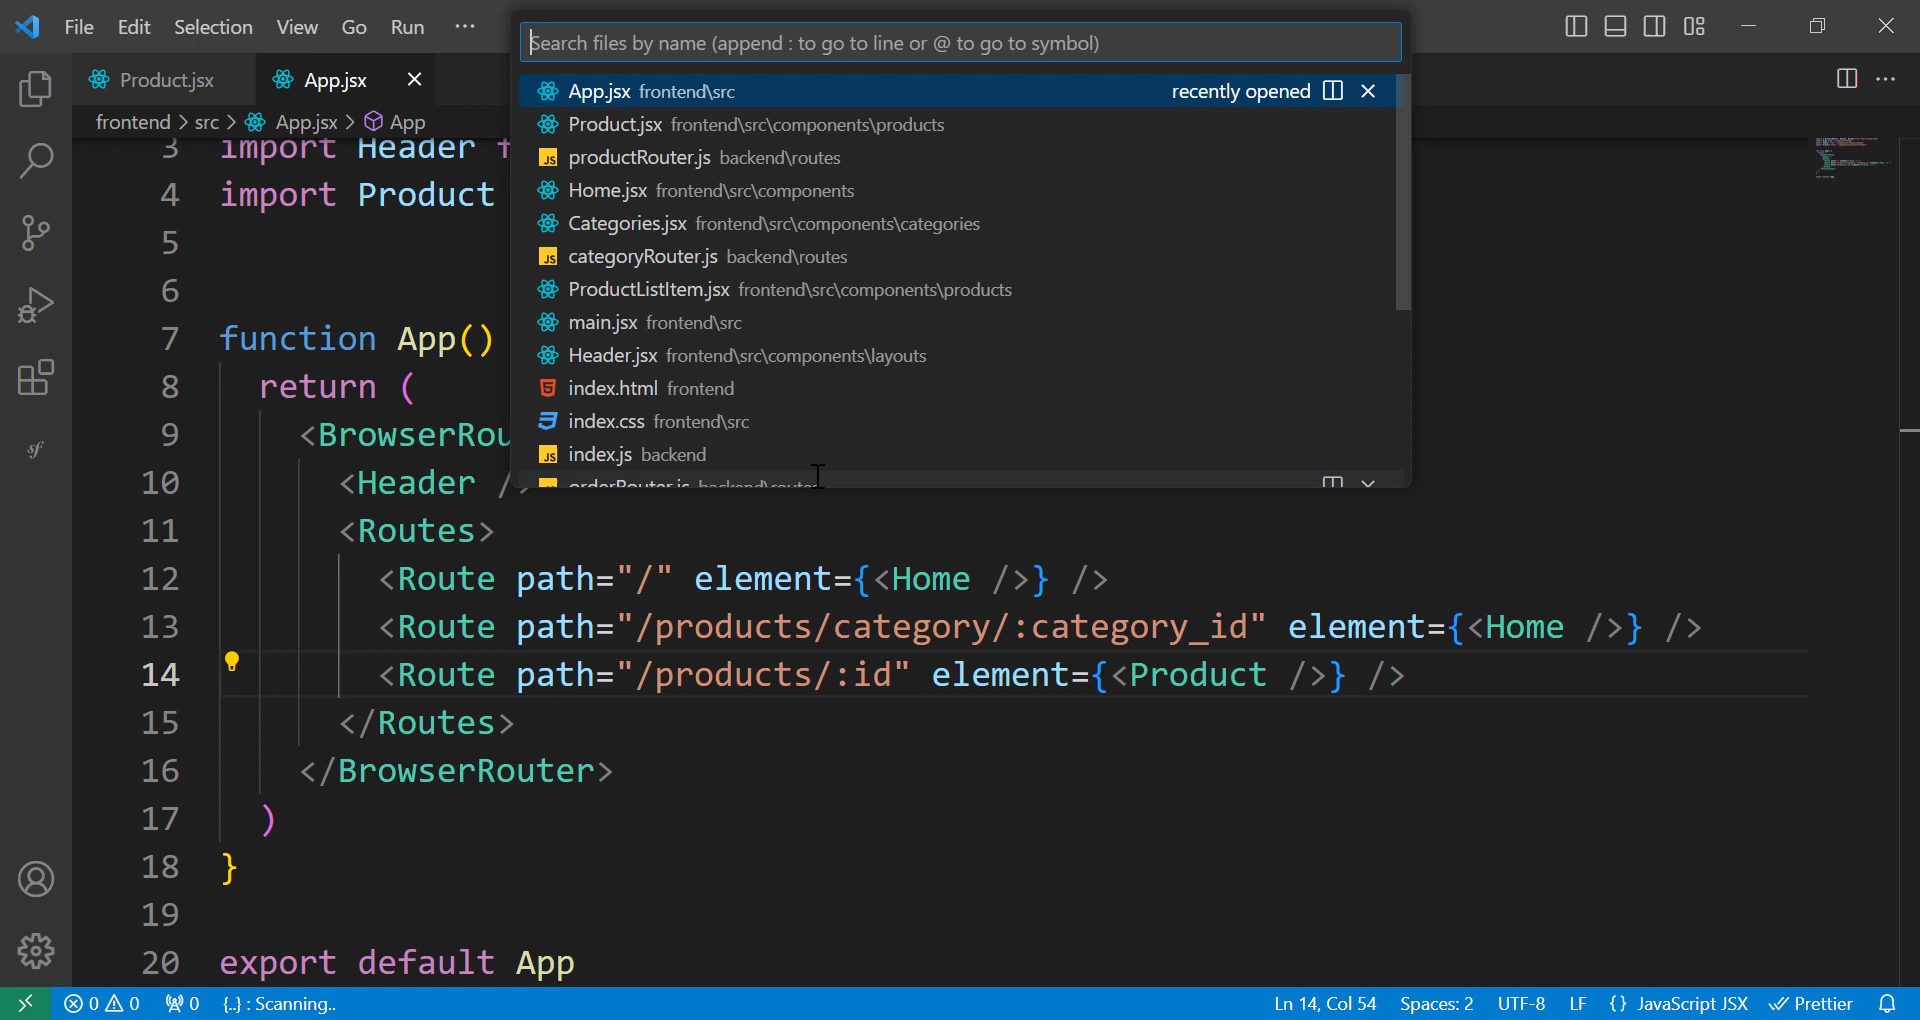 File Edit Selection View Go Run ···
Search files by name (append : to go to line or @ to go to symbol)
Product.jsx App.jsx
frontend > src > App.jsx > App
App.jsx frontend\src recently opened
Product.jsx frontend\src\components\products
productRouter.js backend\routes
Home.jsx frontend\src\components
Categories.jsx frontend\src\components\categories
categoryRouter.js backend\routes
ProductListItem.jsx frontend\src\components\products
main.jsx frontend\src
Header.jsx frontend\src\components\layouts
index.html frontend
index.css frontend\src
index.js backend
orderRouter.js backend\routes
3 import Header f
4 import Product
5
6
7 function App()
8 return (
9 <BrowserRou
10 <Header />
11 <Routes>
12 <Route path="/" element={<Home />} />
13 <Route path="/products/category/:category_id" element={<Home />} />
14 <Route path="/products/:id" element={<Product />} />
15 </Routes>
16 </BrowserRouter>
17 )
18 }
19
20 export default App
0 0 0 {..} : Scanning.. Ln 14, Col 54 Spaces: 2 UTF-8 LF {} JavaScript JSX Prettier